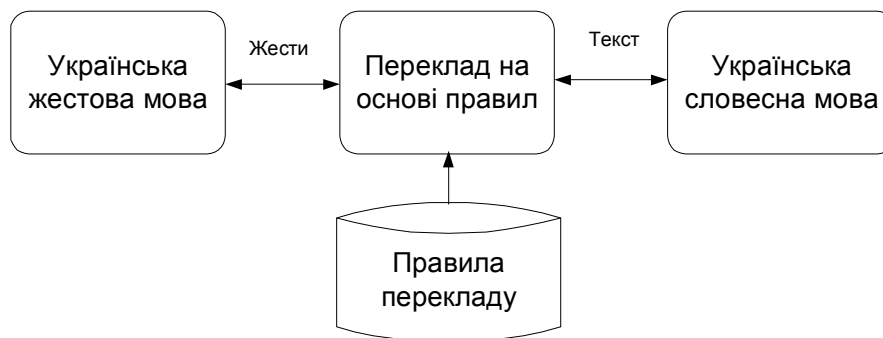 Українська
жестова мова
Жести
Переклад на
основі правил
Текст
Українська
словесна мова
Правила
перекладу